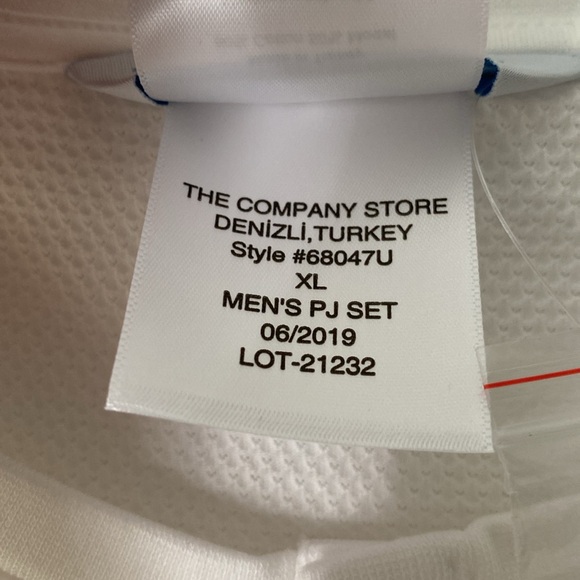 THE COMPANY STORE
DENİZLİ,TURKEY
Style #68047U
XL
MEN'S PJ SET
06/2019
LOT-21232